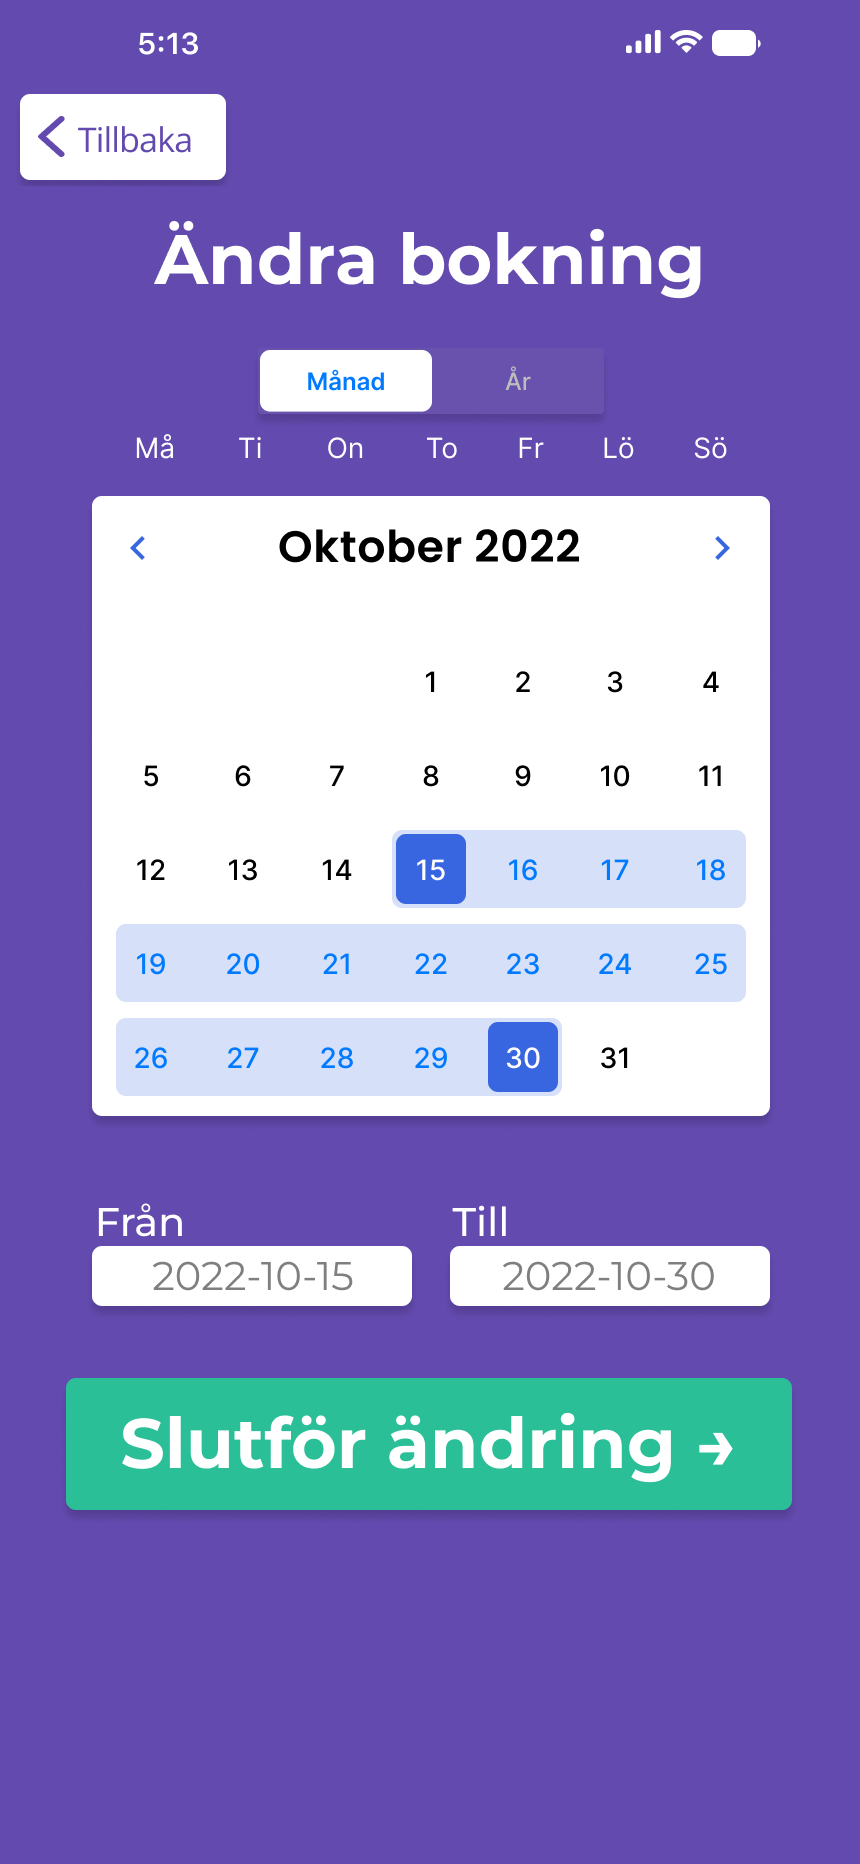 5:13
Tillbaka
Ändra bokning
Månad År
Må Ti On To Fr Lö Sö
Oktober 2022
1 2 3 4
5 6 7 8 9 10 11
12 13 14 15 16 17 18
19 20 21 22 23 24 25
26 27 28 29 30 31
Från Till
2022-10-15 2022-10-30
Slutför ändring →